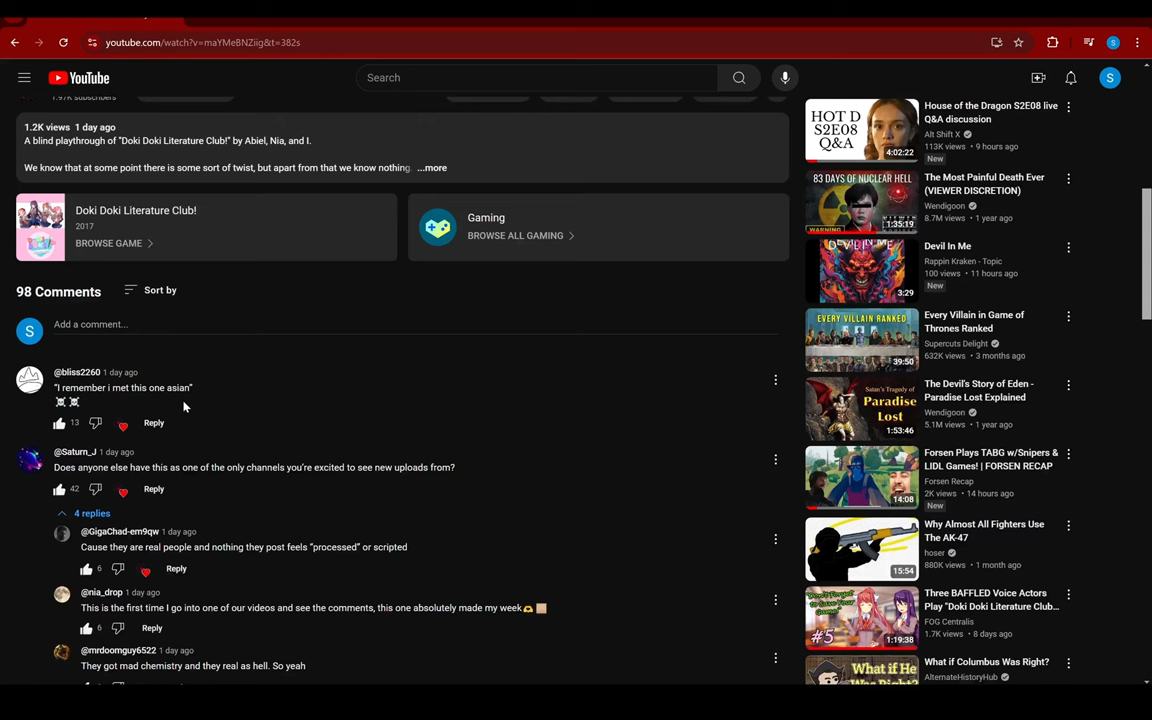 youtube.com/watch?v=maYMeBNZiig&t=382s
S
YouTube
Search
S
1.97K subscribers
1.2K views 1 day ago
A blind playthrough of "Doki Doki Literature Club!" by Abiel, Nia, and I.
We know that at some point there is some sort of twist, but apart from that we know nothing. ...more
Doki Doki Literature Club!
2017
BROWSE GAME
Gaming
BROWSE ALL GAMING
98 Comments
Sort by
S
Add a comment...
@bliss2260 1 day ago
"I remember i met this one asian"
☠️☠️
13
Reply
@Saturn_J 1 day ago
Does anyone else have this as one of the only channels you're excited to see new uploads from?
42
Reply
4 replies
@GigaChad-em9qw 1 day ago
Cause they are real people and nothing they post feels "processed" or scripted
6
Reply
@nia_drop 1 day ago
This is the first time I go into one of our videos and see the comments, this one absolutely made my week
6
Reply
@mrdoomguy6522 1 day ago
They got mad chemistry and they real as hell. So yeah
HOT D
S2E08
Q&A
4:02:22
House of the Dragon S2E08 live
Q&A discussion
Alt Shift X
113K views • 9 hours ago
New
83 DAYS OF NUCLEAR HELL
WARNING
1:35:19
The Most Painful Death Ever
(VIEWER DISCRETION)
Wendigoon
8.7M views • 1 year ago
DEVIL IN ME
3:29
Devil In Me
Rappin Kraken - Topic
100 views • 11 hours ago
New
EVERY VILLAIN RANKED
39:50
Every Villain in Game of
Thrones Ranked
Supercuts Delight
632K views • 3 months ago
Satan's Tragedy of
Paradise
Lost
1:53:46
The Devil's Story of Eden -
Paradise Lost Explained
Wendigoon
5.1M views • 1 year ago
14:08
Forsen Plays TABG w/Snipers &
LIDL Games! | FORSEN RECAP
Forsen Recap
2K views • 14 hours ago
New
15:54
Why Almost All Fighters Use
The AK-47
hoser
880K views • 1 month ago
#5
1:19:38
Three BAFFLED Voice Actors
Play "Doki Doki Literature Club...
FOG Centralis
1.7K views • 8 days ago
What if He
Was Right?
What if Columbus Was Right?
AlternateHistoryHub